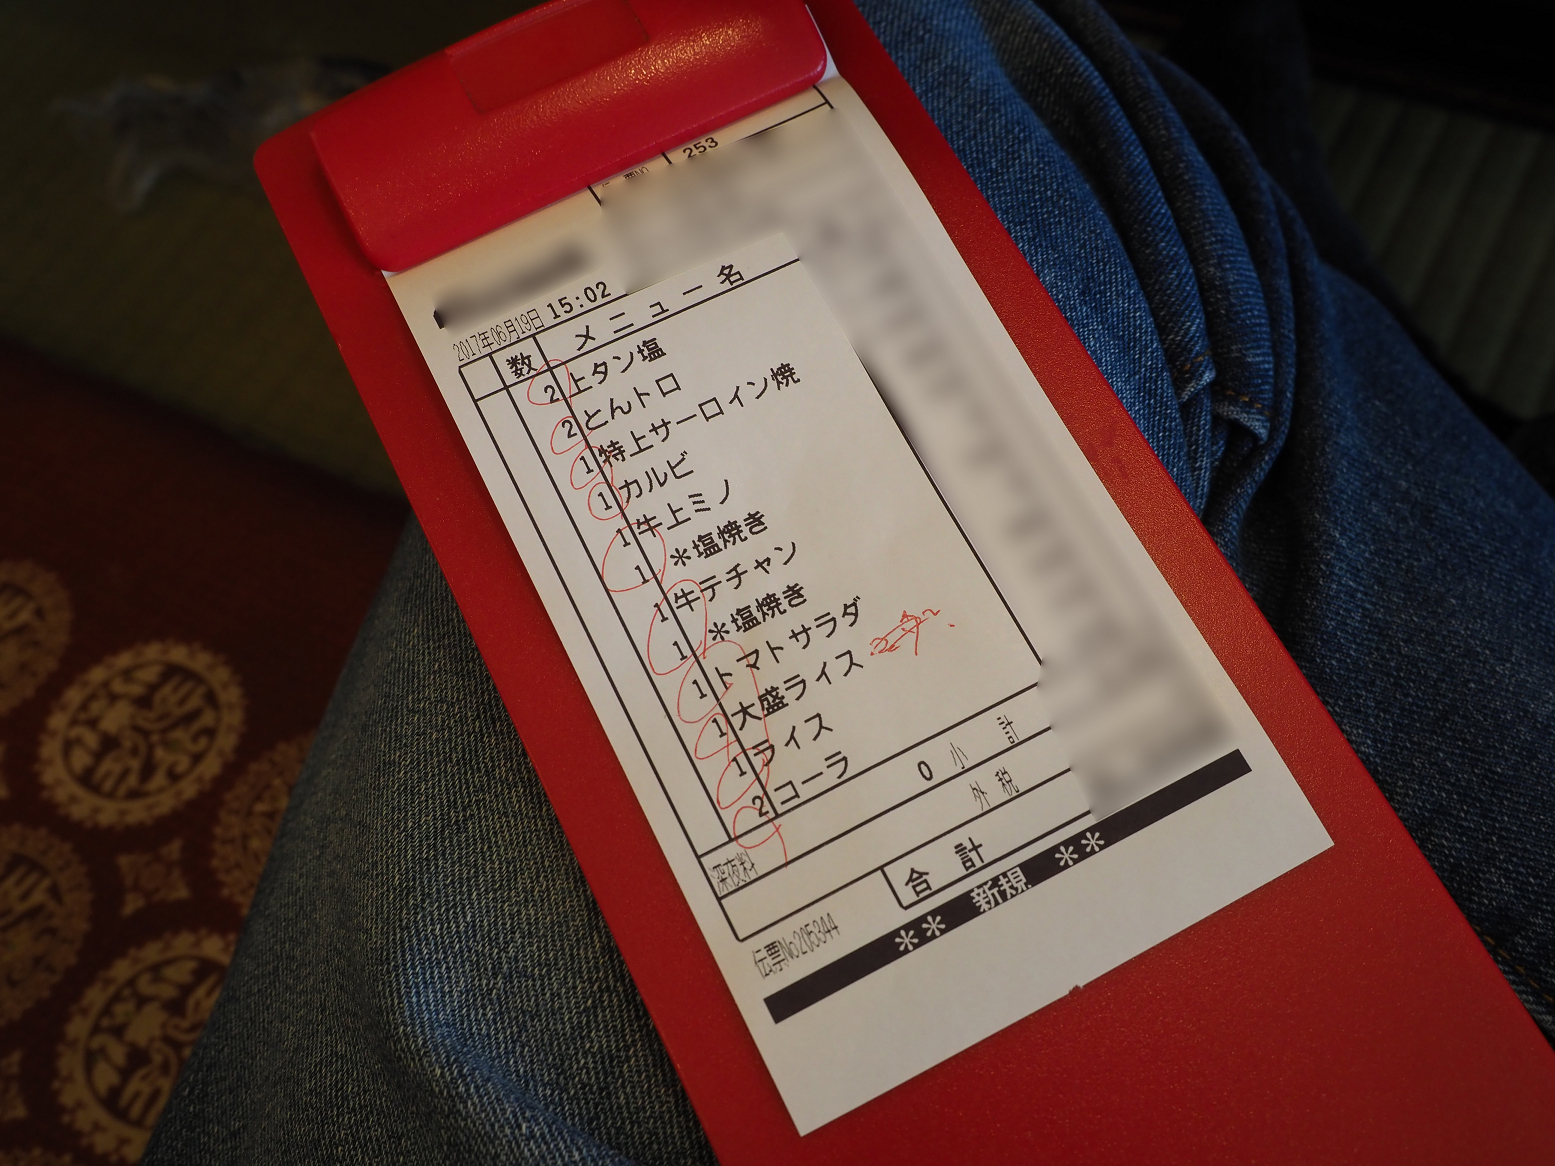 253
2017年06月19日 15:02
数 メニュー名
2 上タン塩
2 とんトロ
1 特上サーロイン焼
1 カルビ
1 牛上ミノ
1 *塩焼き
1 牛テチャン
1 *塩焼き
1 トマトサラダ
1 大盛ライス
1 ライス
2 コーラ
0 小計
深夜料 外税
合計
** 新規 **
伝票No205344